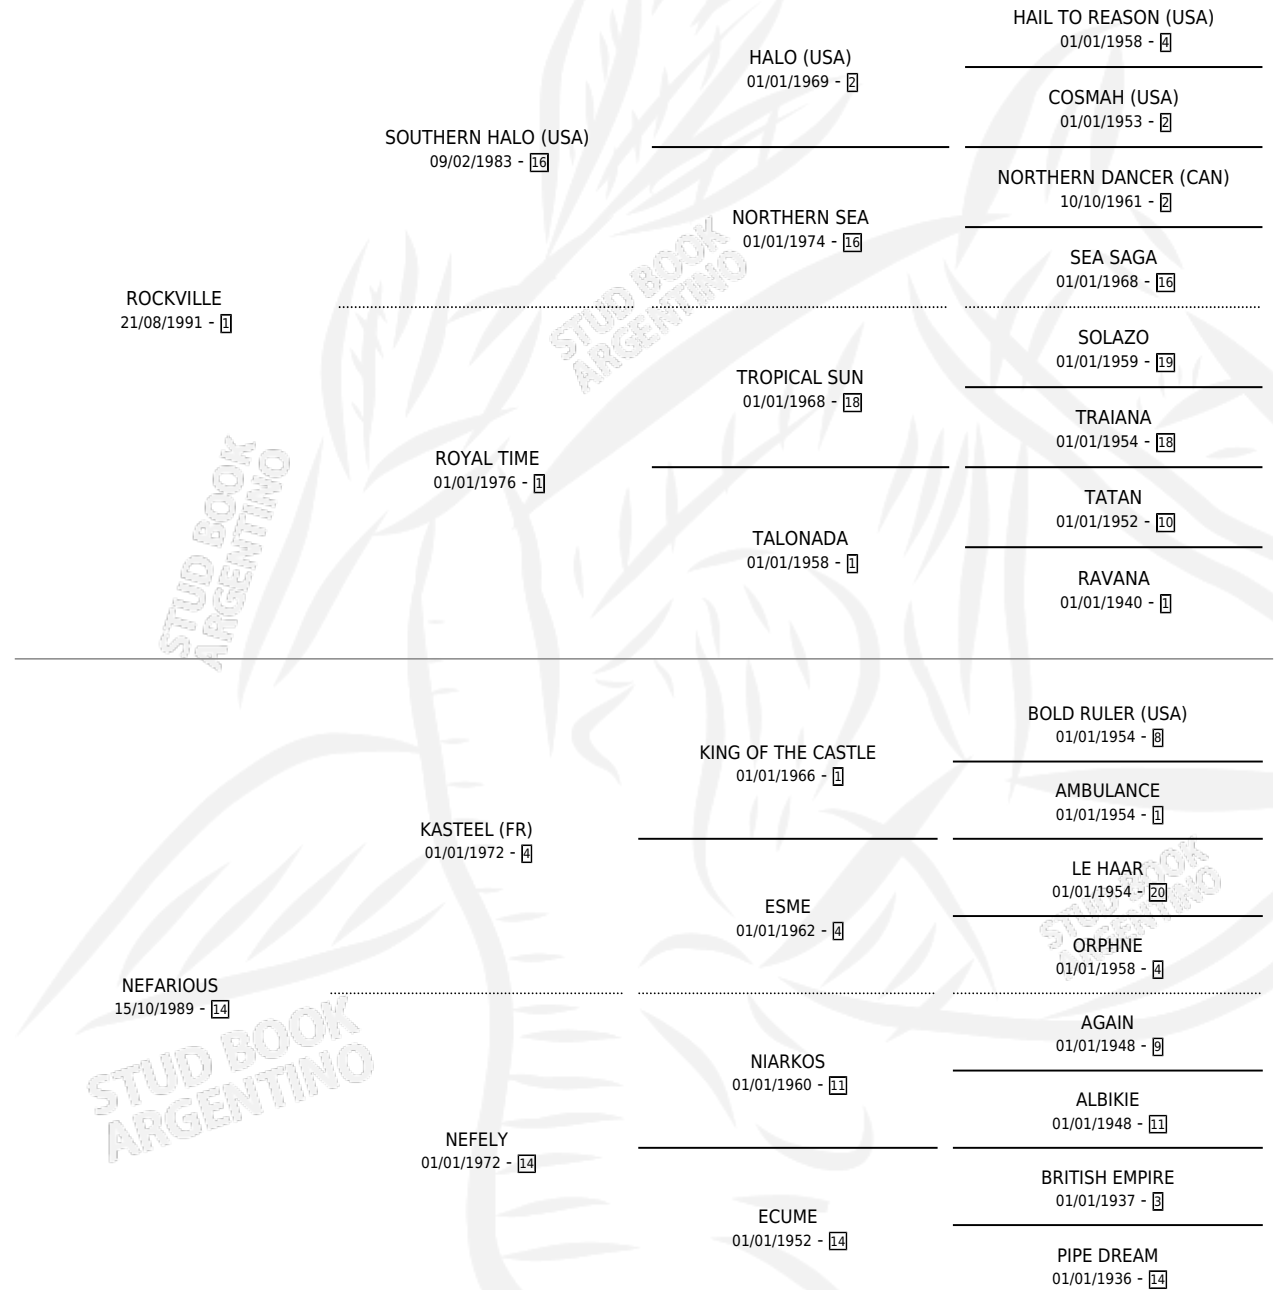 HAIL TO REASON (USA)
01/01/1958 - 4
HALO (USA)
01/01/1969 - 2
COSMAH (USA)
01/01/1953 - 2
SOUTHERN HALO (USA)
09/02/1983 - 16
NORTHERN DANCER (CAN)
10/10/1961 - 2
NORTHERN SEA
01/01/1974 - 16
SEA SAGA
01/01/1968 - 16
ROCKVILLE
21/08/1991 - 1
SOLAZO
01/01/1959 - 19
TROPICAL SUN
01/01/1968 - 18
TRAIANA
01/01/1954 - 18
ROYAL TIME
01/01/1976 - 1
TATAN
01/01/1952 - 10
TALONADA
01/01/1958 - 1
RAVANA
01/01/1940 - 1
BOLD RULER (USA)
01/01/1954 - 8
KING OF THE CASTLE
01/01/1966 - 1
AMBULANCE
01/01/1954 - 1
KASTEEL (FR)
01/01/1972 - 4
LE HAAR
01/01/1954 - 20
ESME
01/01/1962 - 4
ORPHNE
01/01/1958 - 4
NEFARIOUS
15/10/1989 - 14
AGAIN
01/01/1948 - 9
NIARKOS
01/01/1960 - 11
ALBIKIE
01/01/1948 - 11
NEFELY
01/01/1972 - 14
BRITISH EMPIRE
01/01/1937 - 3
ECUME
01/01/1952 - 14
PIPE DREAM
01/01/1936 - 14
STUD BOOK
ARGENTINO
STUD BOOK
ARGENTINO
STUD BOOK
ARGENTINO
STUD BOOK
ARGENTINO